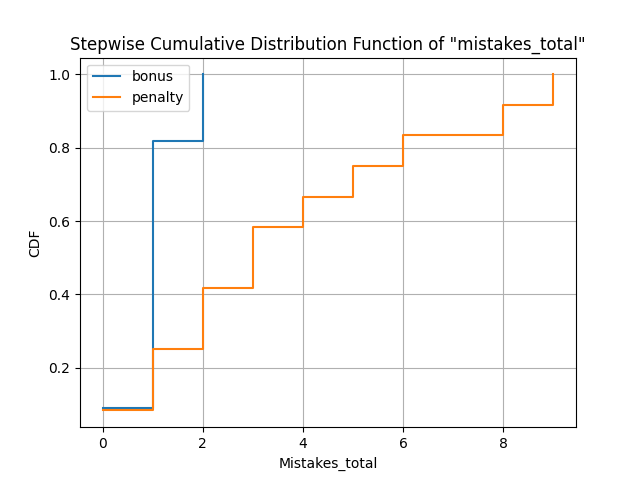 Stepwise Cumulative Distribution Function of "mistakes_total"
bonus
penalty
1.0
0.8
0.6
0.4
0.2
CDF
0 2 4 6 8
Mistakes_total